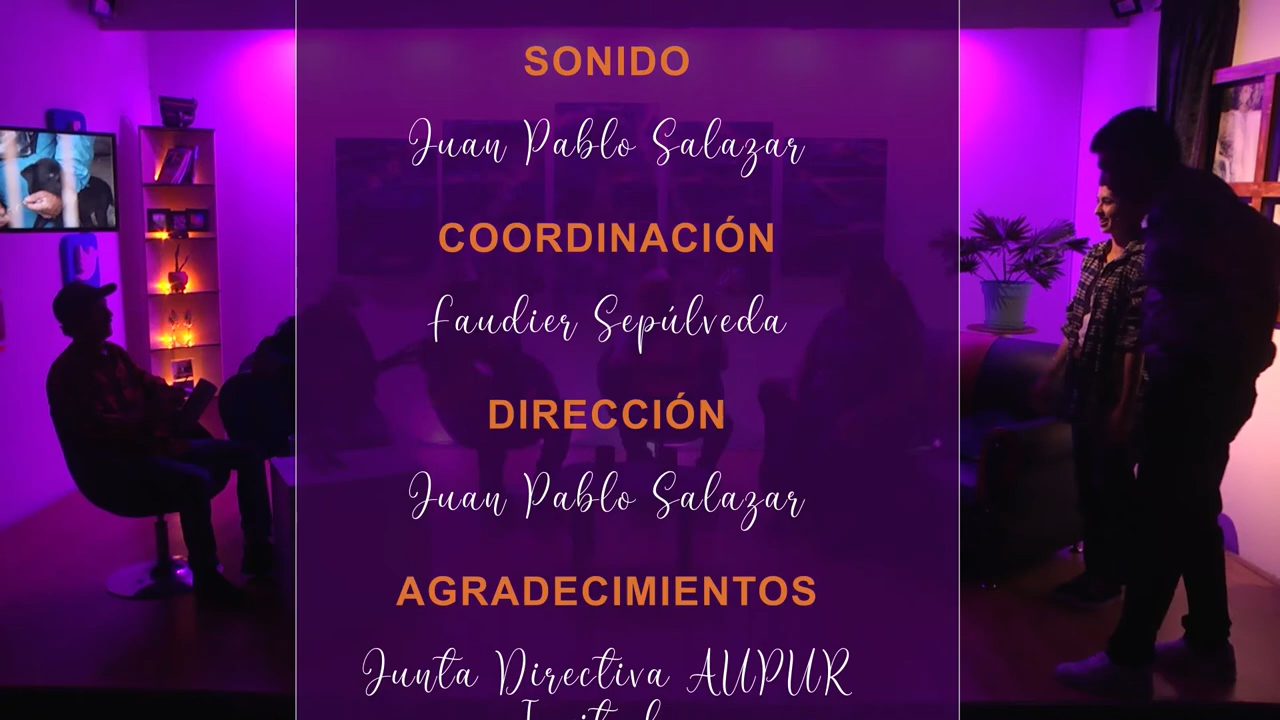 SONIDO
Juan Pablo Salazar
COORDINACIÓN
Faudier Sepúlveda
DIRECCIÓN
Juan Pablo Salazar
AGRADECIMIENTOS
Junta Directiva AUPUR